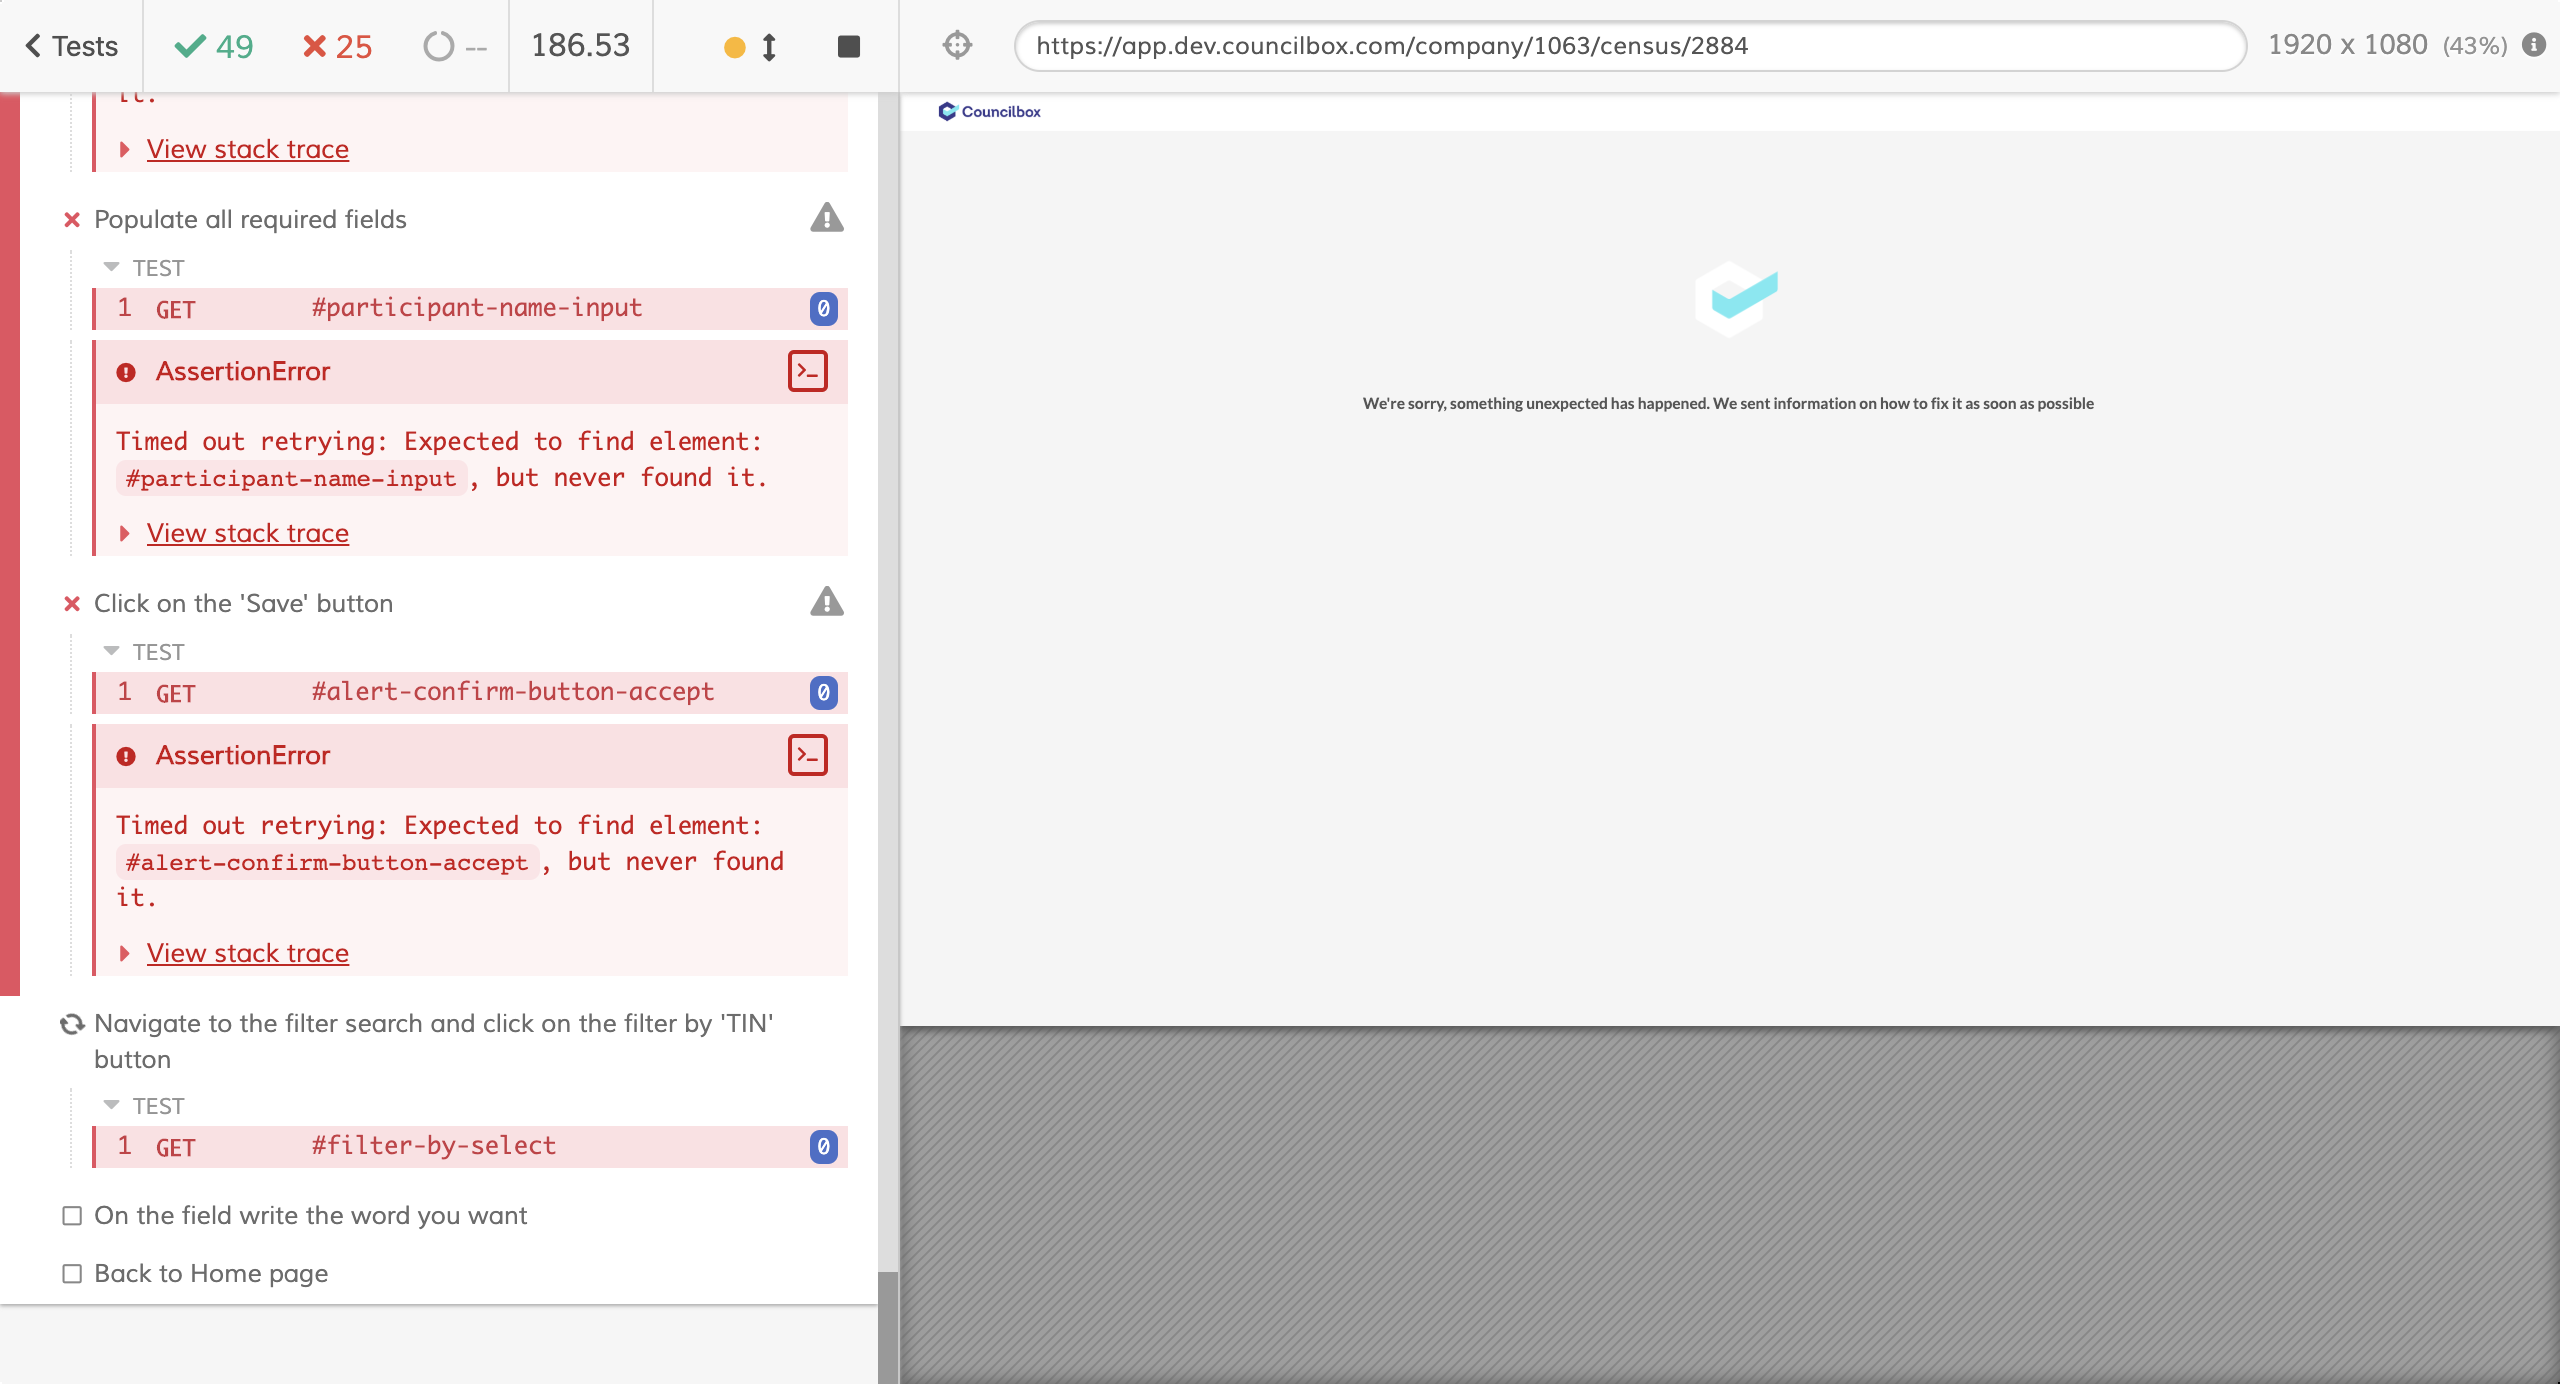 Tests
49
25
--
186.53
https://app.dev.councilbox.com/company/1063/census/2884
1920 x 1080 (43%)
it.
View stack trace
Populate all required fields
TEST
1 GET #participant-name-input 0
AssertionError
Timed out retrying: Expected to find element:
#participant-name-input, but never found it.
View stack trace
Click on the 'Save' button
TEST
1 GET #alert-confirm-button-accept 0
AssertionError
Timed out retrying: Expected to find element:
#alert-confirm-button-accept, but never found
it.
View stack trace
Navigate to the filter search and click on the filter by 'TIN'
button
TEST
1 GET #filter-by-select 0
On the field write the word you want
Back to Home page
Councilbox
We're sorry, something unexpected has happened. We sent information on how to fix it as soon as possible